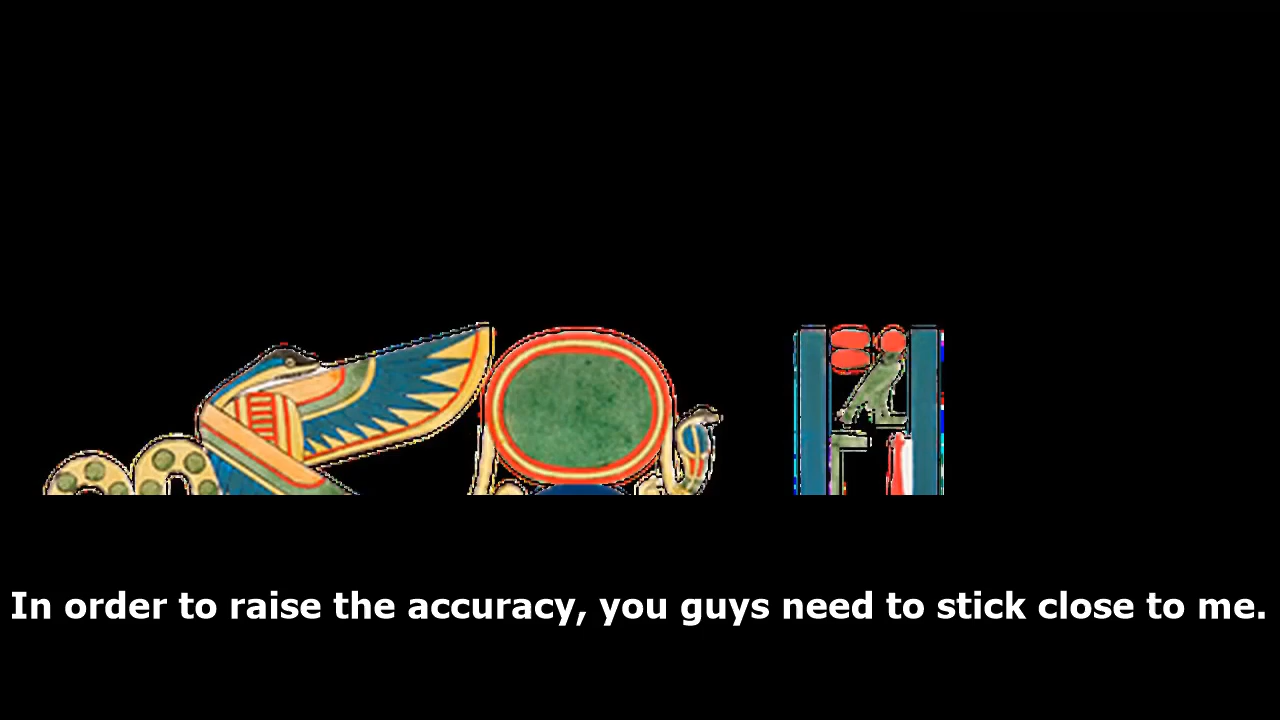 In order to raise the accuracy, you guys need to stick close to me.